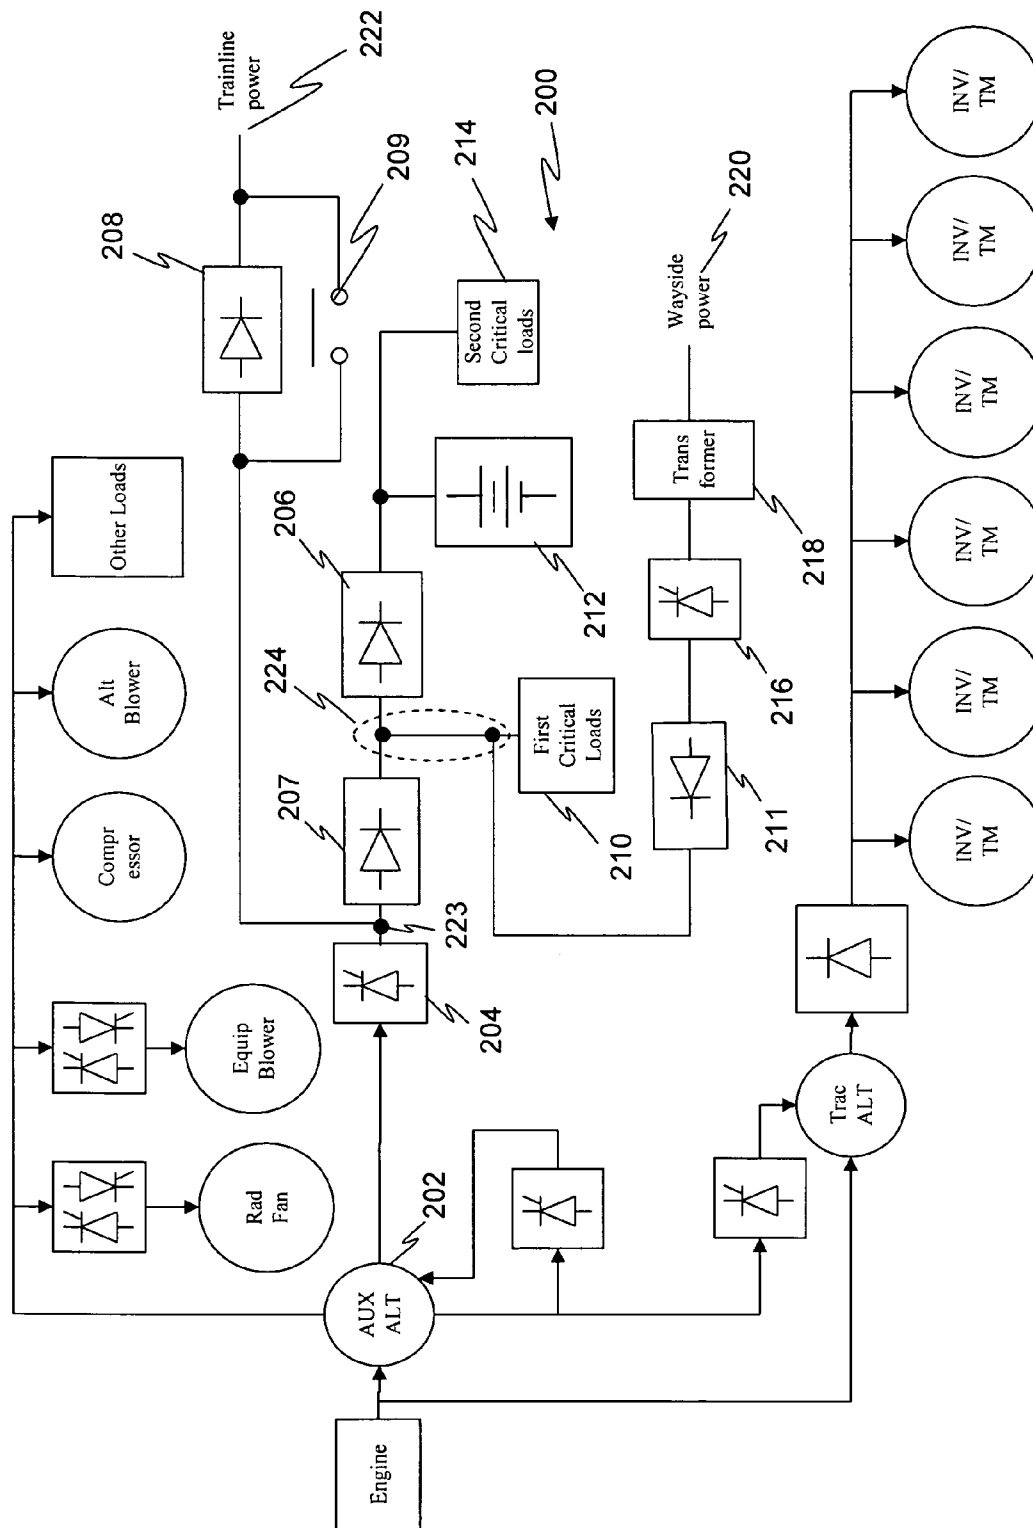 Trainline
power
222
208
209
200
Second
Critical
loads
214
Wayside
power
220
Other Loads
206
212
Trans
former
218
Alt
Blower
224
216
Compr
essor
207
First
Critical
Loads
210
211
223
204
Equip
Blower
Rad
Fan
202
AUX
ALT
Trac
ALT
Engine
INV/
TM
INV/
TM
INV/
TM
INV/
TM
INV/
TM
INV/
TM